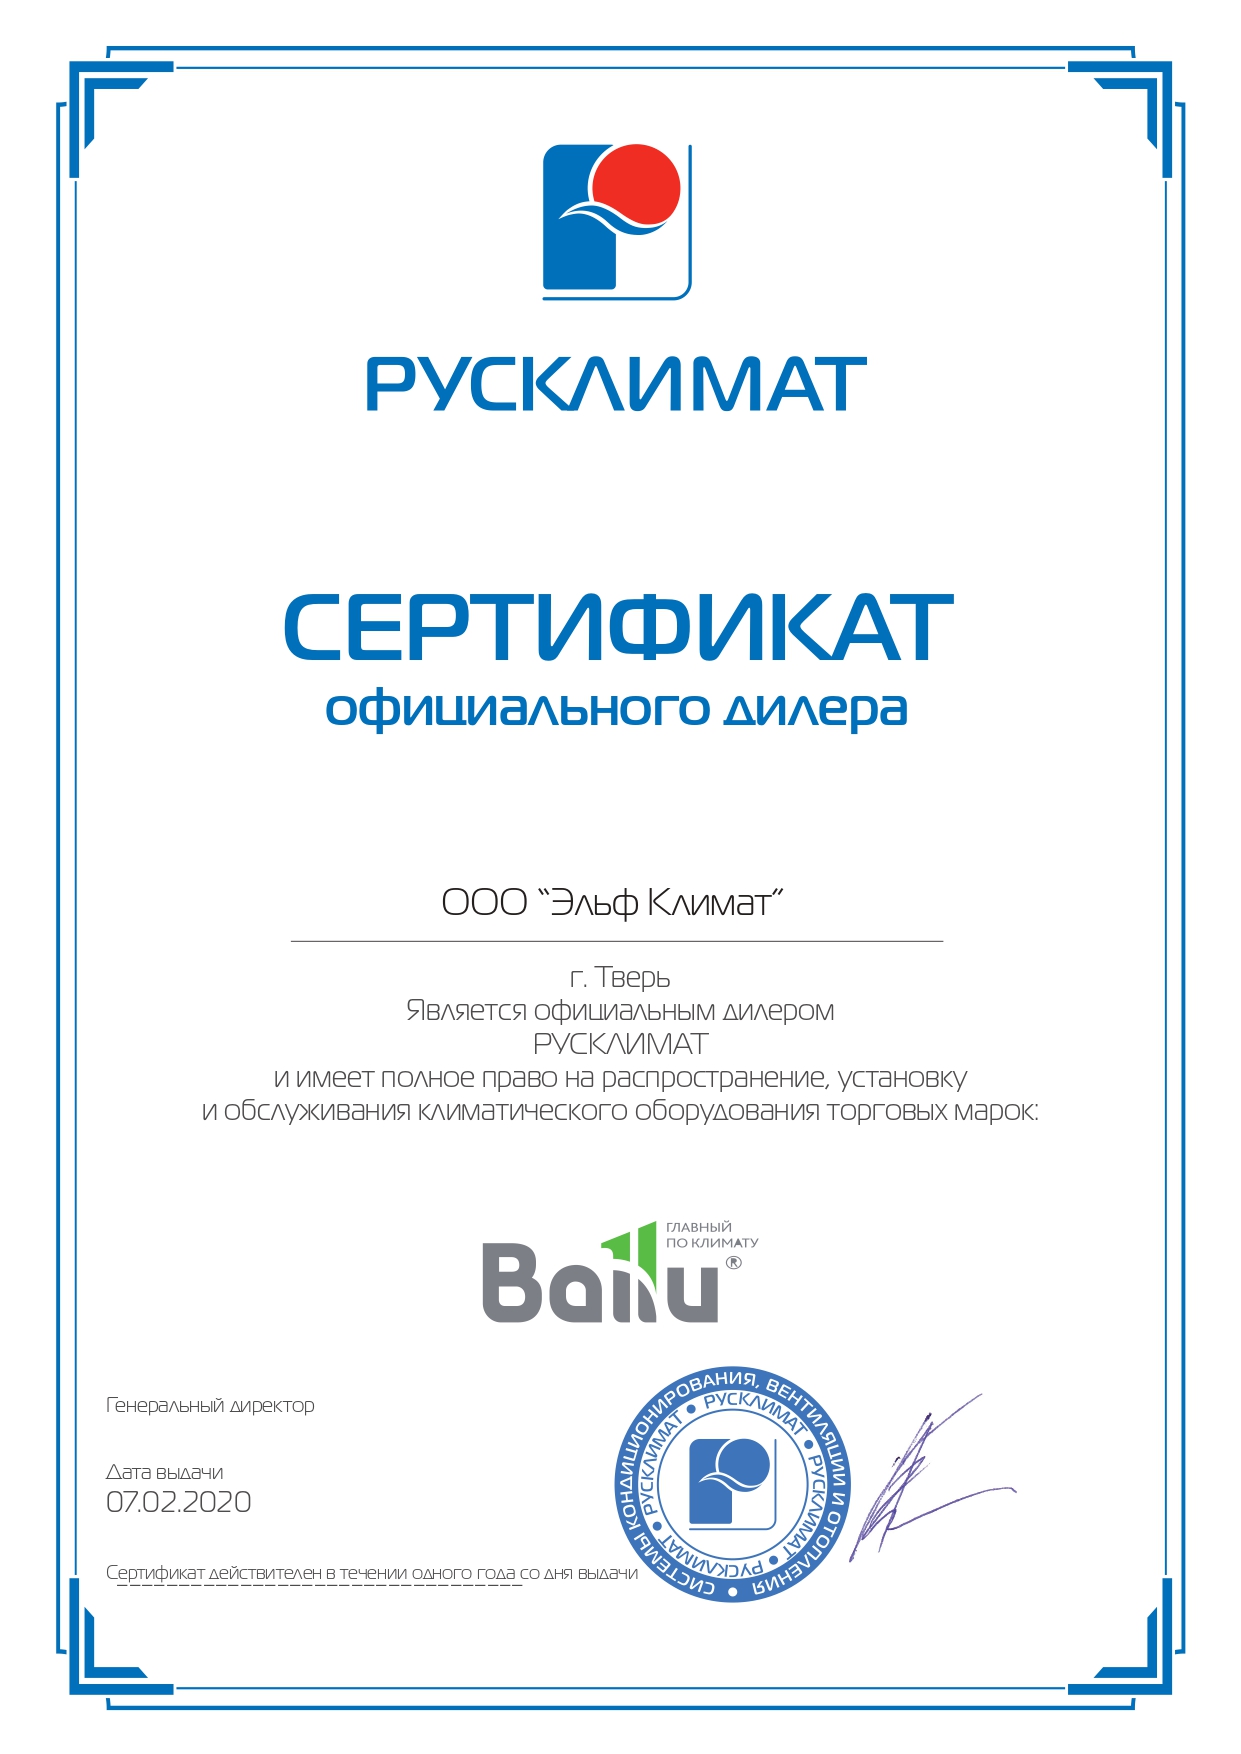 РУСКЛИМАТ
СЕРТИФИКАТ
официального дилера
ООО “Эльф Климат”
г. Тверь
Является официальным дилером
РУСКЛИМАТ
и имеет полное право на распространение, установку
и обслуживания климатического оборудования торговых марок:
Ballu®
ГЛАВНЫЙ
ПО КЛИМАТУ
Генеральный директор
Дата выдачи
07.02.2020
Сертификат действителен в течении одного года со дня выдачи
СИСТЕМЫ КОНДИЦИОНИРОВАНИЯ, ВЕНТИЛЯЦИИ И ОТОПЛЕНИЯ •
РУСКЛИМАТ • РУСКЛИМАТ • РУСКЛИМАТ • РУСКЛИМАТ • РУСКЛИМАТ •